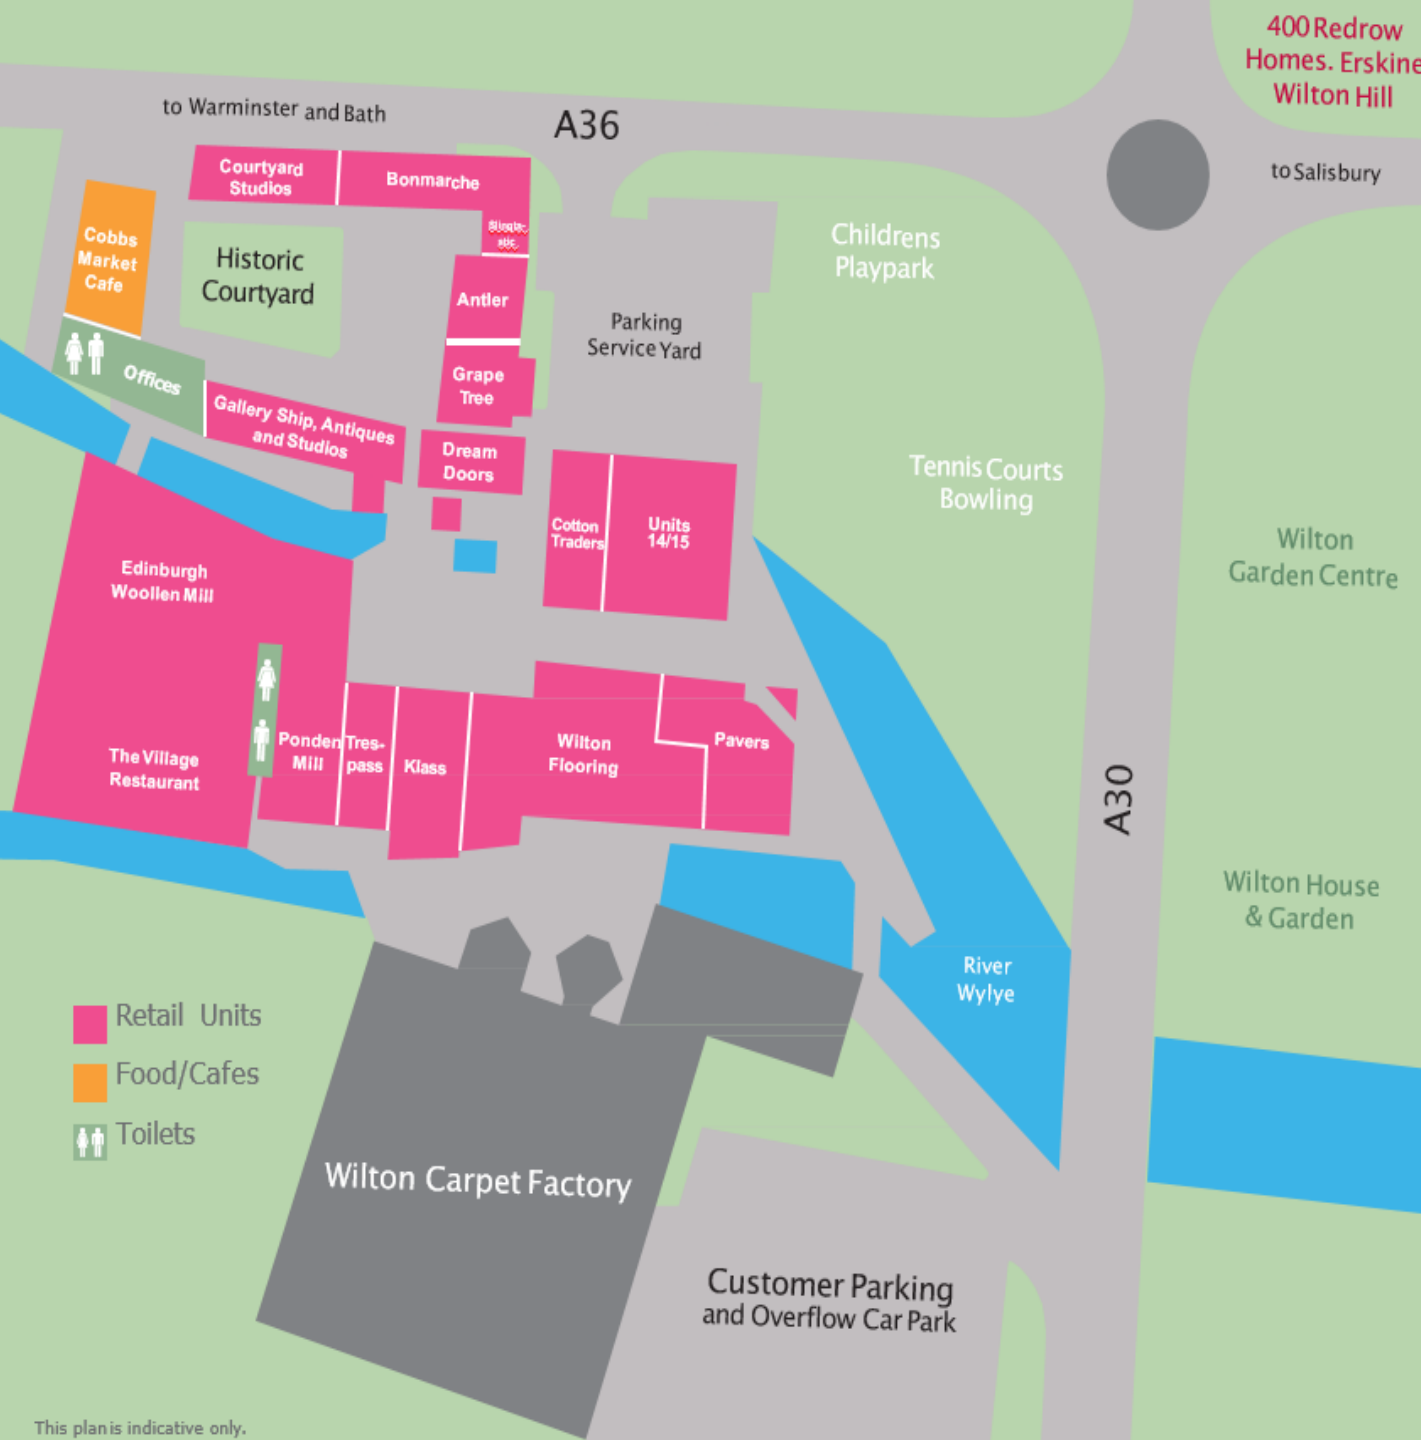 400 Redrow
Homes. Erskine
Wilton Hill
to Warminster and Bath
A36
to Salisbury
Courtyard
Studios
Bonmarche
Cobbs
Market
Cafe
Historic
Courtyard
Antler
Childrens
Playpark
Parking
Service Yard
Offices
Grape
Tree
Gallery Ship, Antiques
and Studios
Dream
Doors
Tennis Courts
Bowling
Cotton
Traders
Units
14/15
Wilton
Garden Centre
Edinburgh
Woollen Mill
The Village
Restaurant
Ponden
Mill
Tres-
pass
Klass
Wilton
Flooring
Pavers
A30
Wilton House
& Garden
River
Wylye
Retail Units
Food/Cafes
Toilets
Wilton Carpet Factory
Customer Parking
and Overflow Car Park
This plan is indicative only.